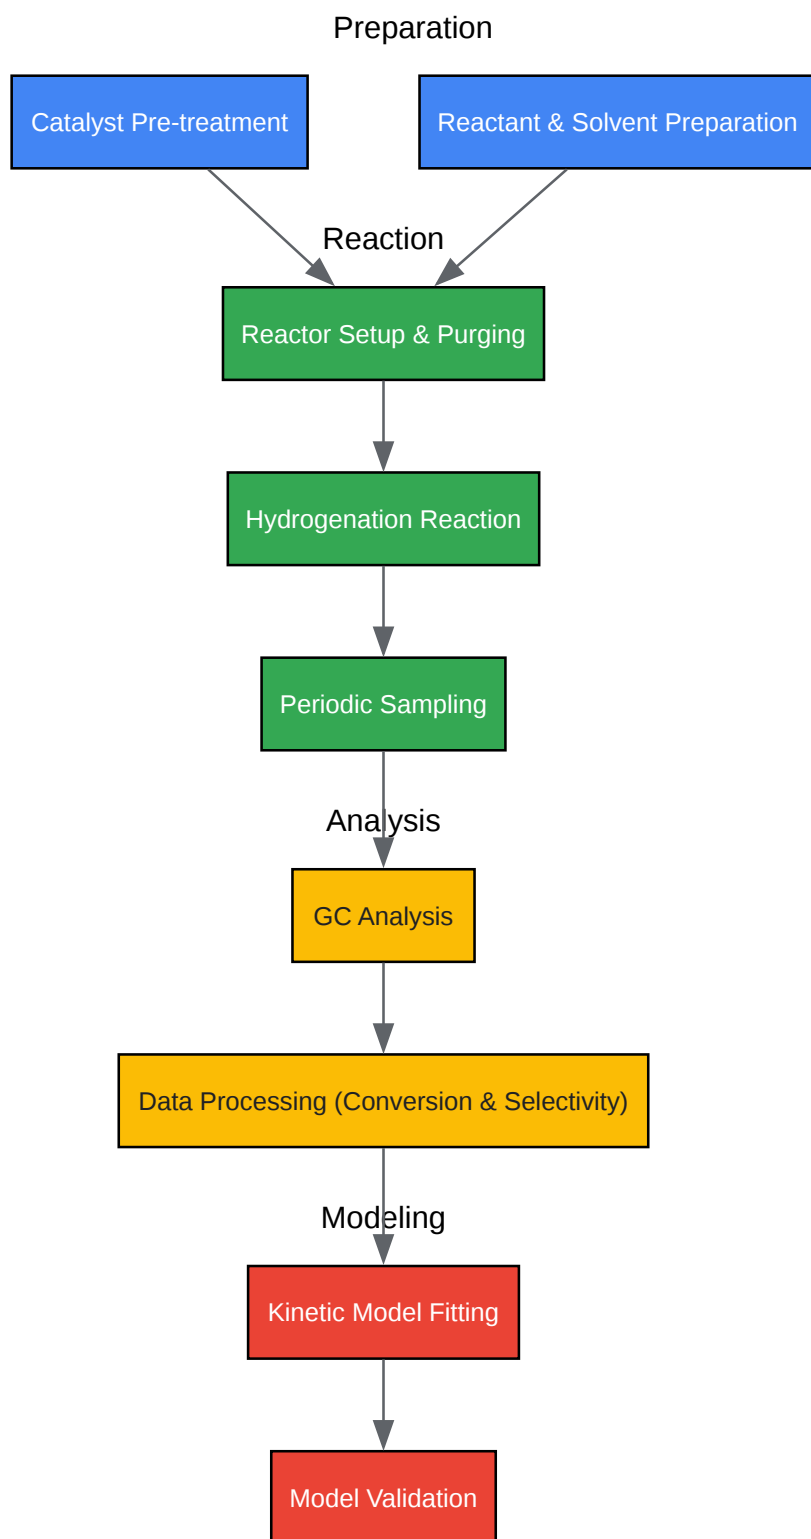 Preparation
Catalyst Pre-treatment
Reactant & Solvent Preparation
Reaction
Reactor Setup & Purging
Hydrogenation Reaction
Periodic Sampling
Analysis
GC Analysis
Data Processing (Conversion & Selectivity)
Modeling
Kinetic Model Fitting
Model Validation